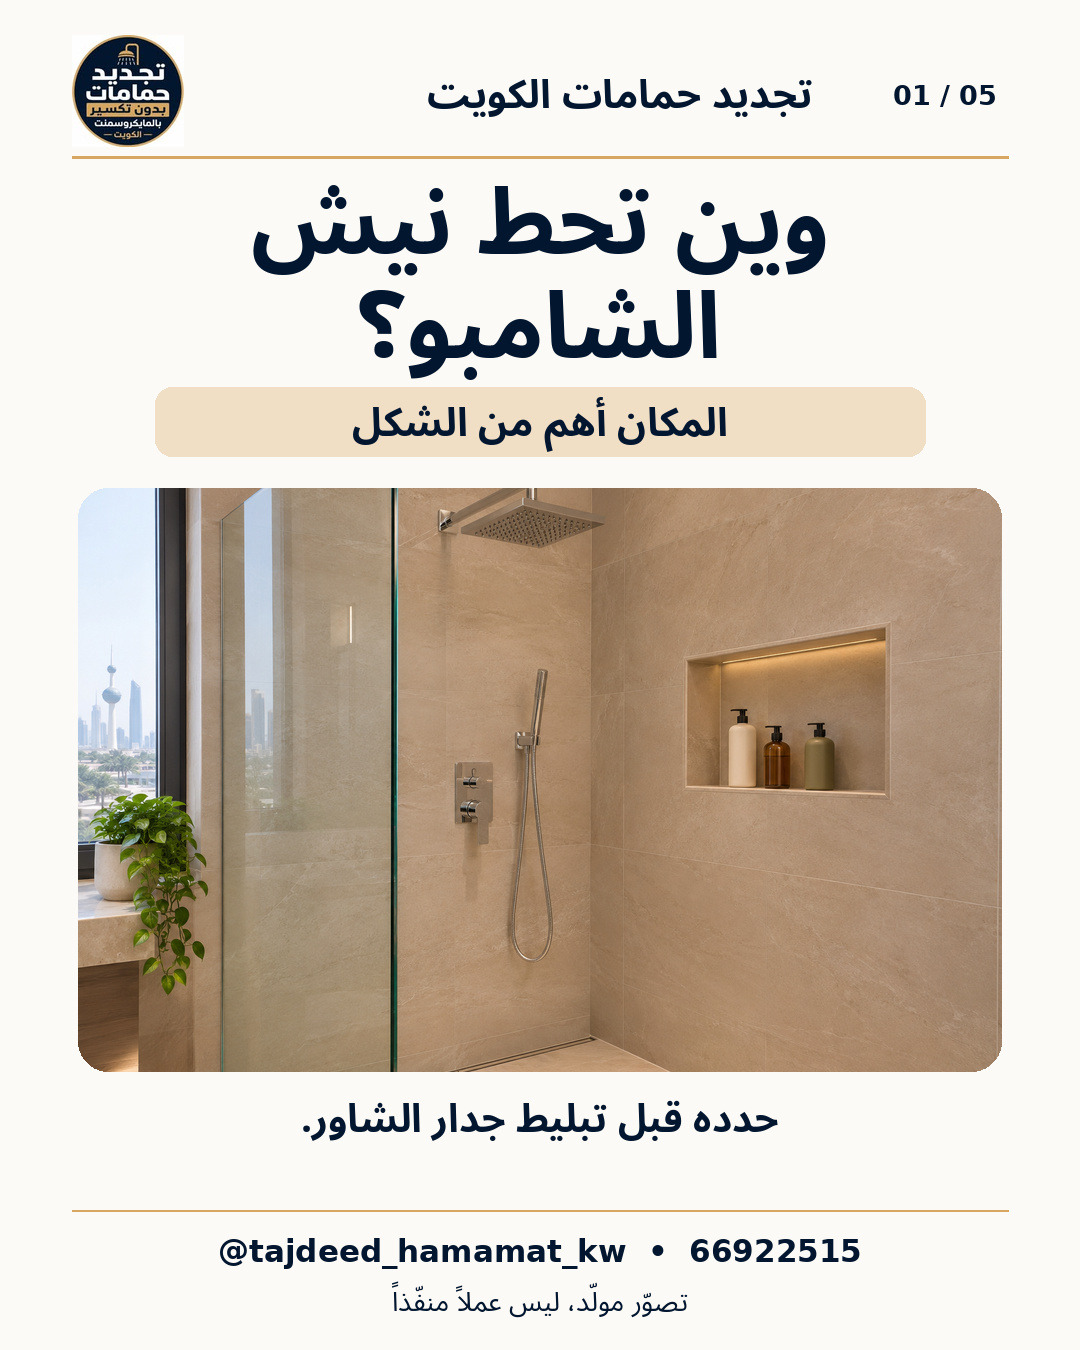 تجديد
حمامات
بدون تكسير
بالمايكروسمنت
الكويت
تجديد حمامات الكويت
01 / 05
وين تحط نيش
الشامبو؟
المكان أهم من الشكل
حدده قبل تبليط جدار الشاور.
@tajdeed_hamamat_kw • 66922515
تصوّر مولّد، ليس عملاً منفّذاً